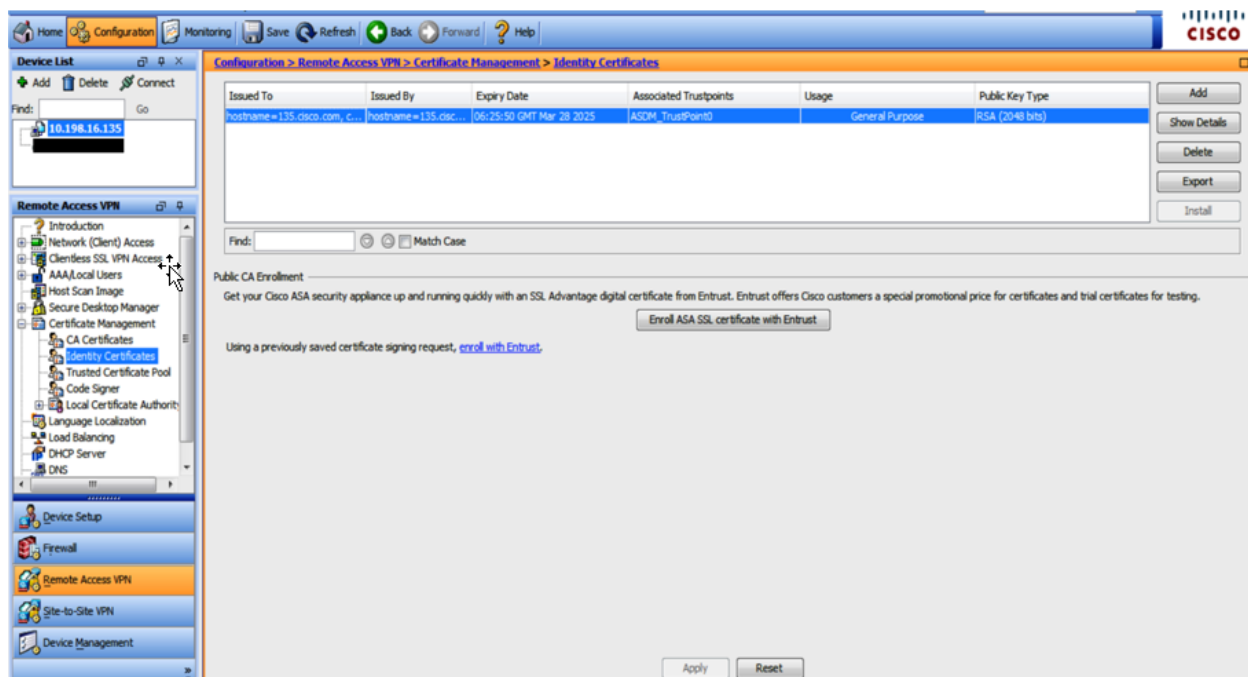 Home Configuration Monitoring Save Refresh Back Forward Help
CISCO
Device List
Add Delete Connect
Find: Go
10.198.16.135
Remote Access VPN
Introduction
Network (Client) Access
Clientless SSL VPN Access
AAA/Local Users
Host Scan Image
Secure Desktop Manager
Certificate Management
CA Certificates
Identity Certificates
Trusted Certificate Pool
Code Signer
Local Certificate Authority
Language Localization
Load Balancing
DHCP Server
DNS
Device Setup
Firewall
Remote Access VPN
Site-to-Site VPN
Device Management
»
Configuration > Remote Access VPN > Certificate Management > Identity Certificates
Issued To Issued By Expiry Date Associated Trustpoints Usage Public Key Type
hostname=135.cisco.com, c... hostname=135.cisc... 06:25:50 GMT Mar 28 2025 ASDM_TrustPoint0 General Purpose RSA (2048 bits)
Add
Show Details
Delete
Export
Install
Find: Match Case
Public CA Enrollment
Get your Cisco ASA security appliance up and running quickly with an SSL Advantage digital certificate from Entrust. Entrust offers Cisco customers a special promotional price for certificates and trial certificates for testing.
Enroll ASA SSL certificate with Entrust
Using a previously saved certificate signing request, enroll with Entrust.
Apply Reset